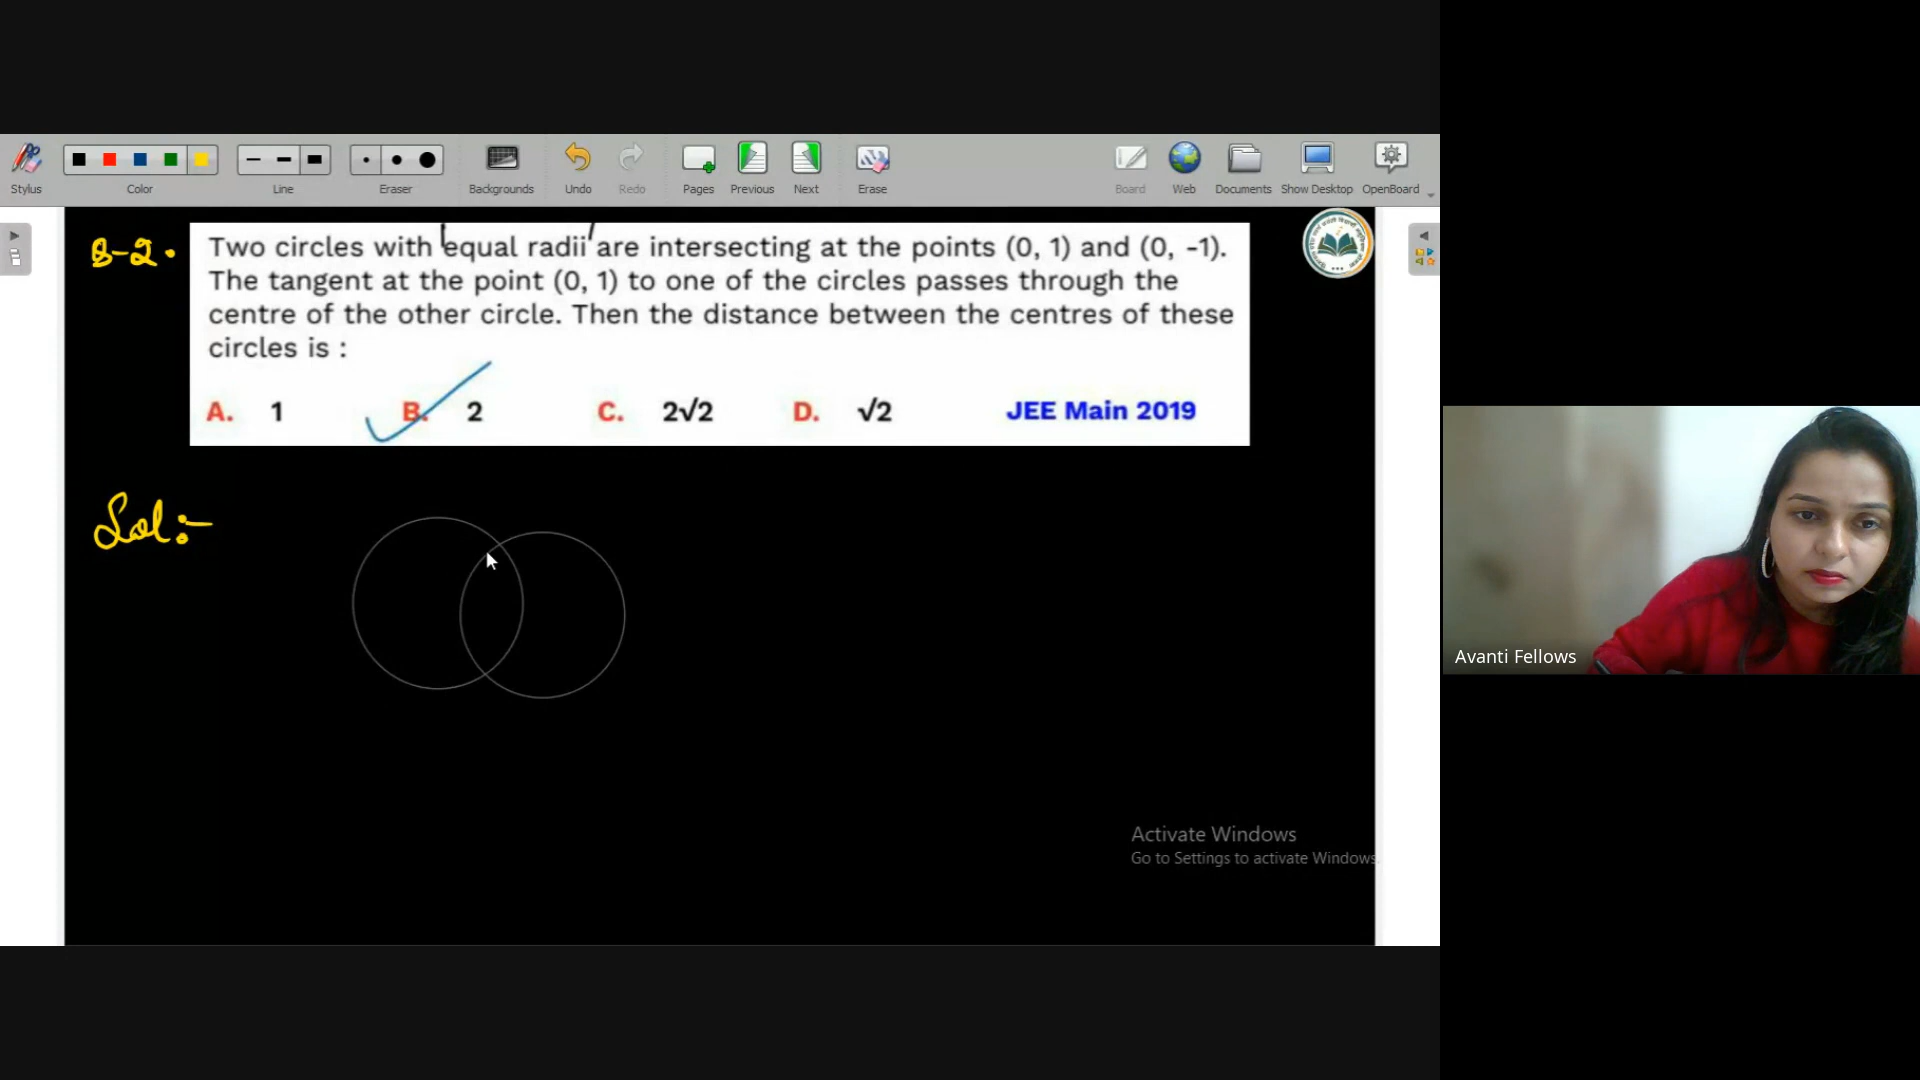 Stylus
Color
Line
Eraser
Backgrounds
Undo
Redo
Pages
Previous
Next
Erase
Board
Web
Documents
Show Desktop
OpenBoard
8-2.
Two circles with equal radii are intersecting at the points (0, 1) and (0, -1).
The tangent at the point (0, 1) to one of the circles passes through the
centre of the other circle. Then the distance between the centres of these
circles is :
A. 1 B. 2 C. 2√2 D. √2 JEE Main 2019
Sol:-
Avanti Fellows
Activate Windows
Go to Settings to activate Windows.